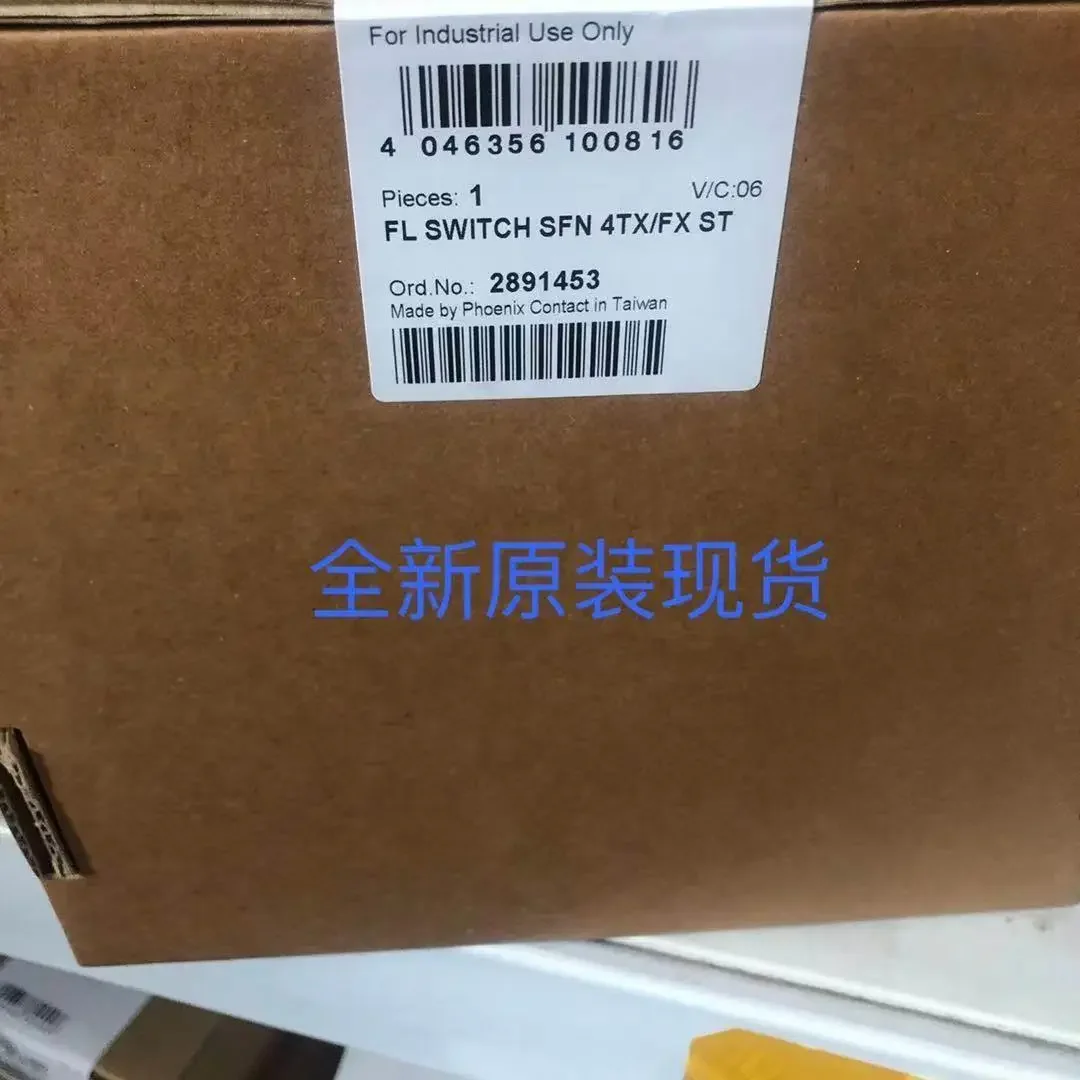 For Industrial Use Only
4 046356 100816
Pieces: 1
V/C:06
FL SWITCH SFN 4TX/FX ST
Ord.No.: 2891453
Made by Phoenix Contact in Taiwan
全新原装现货